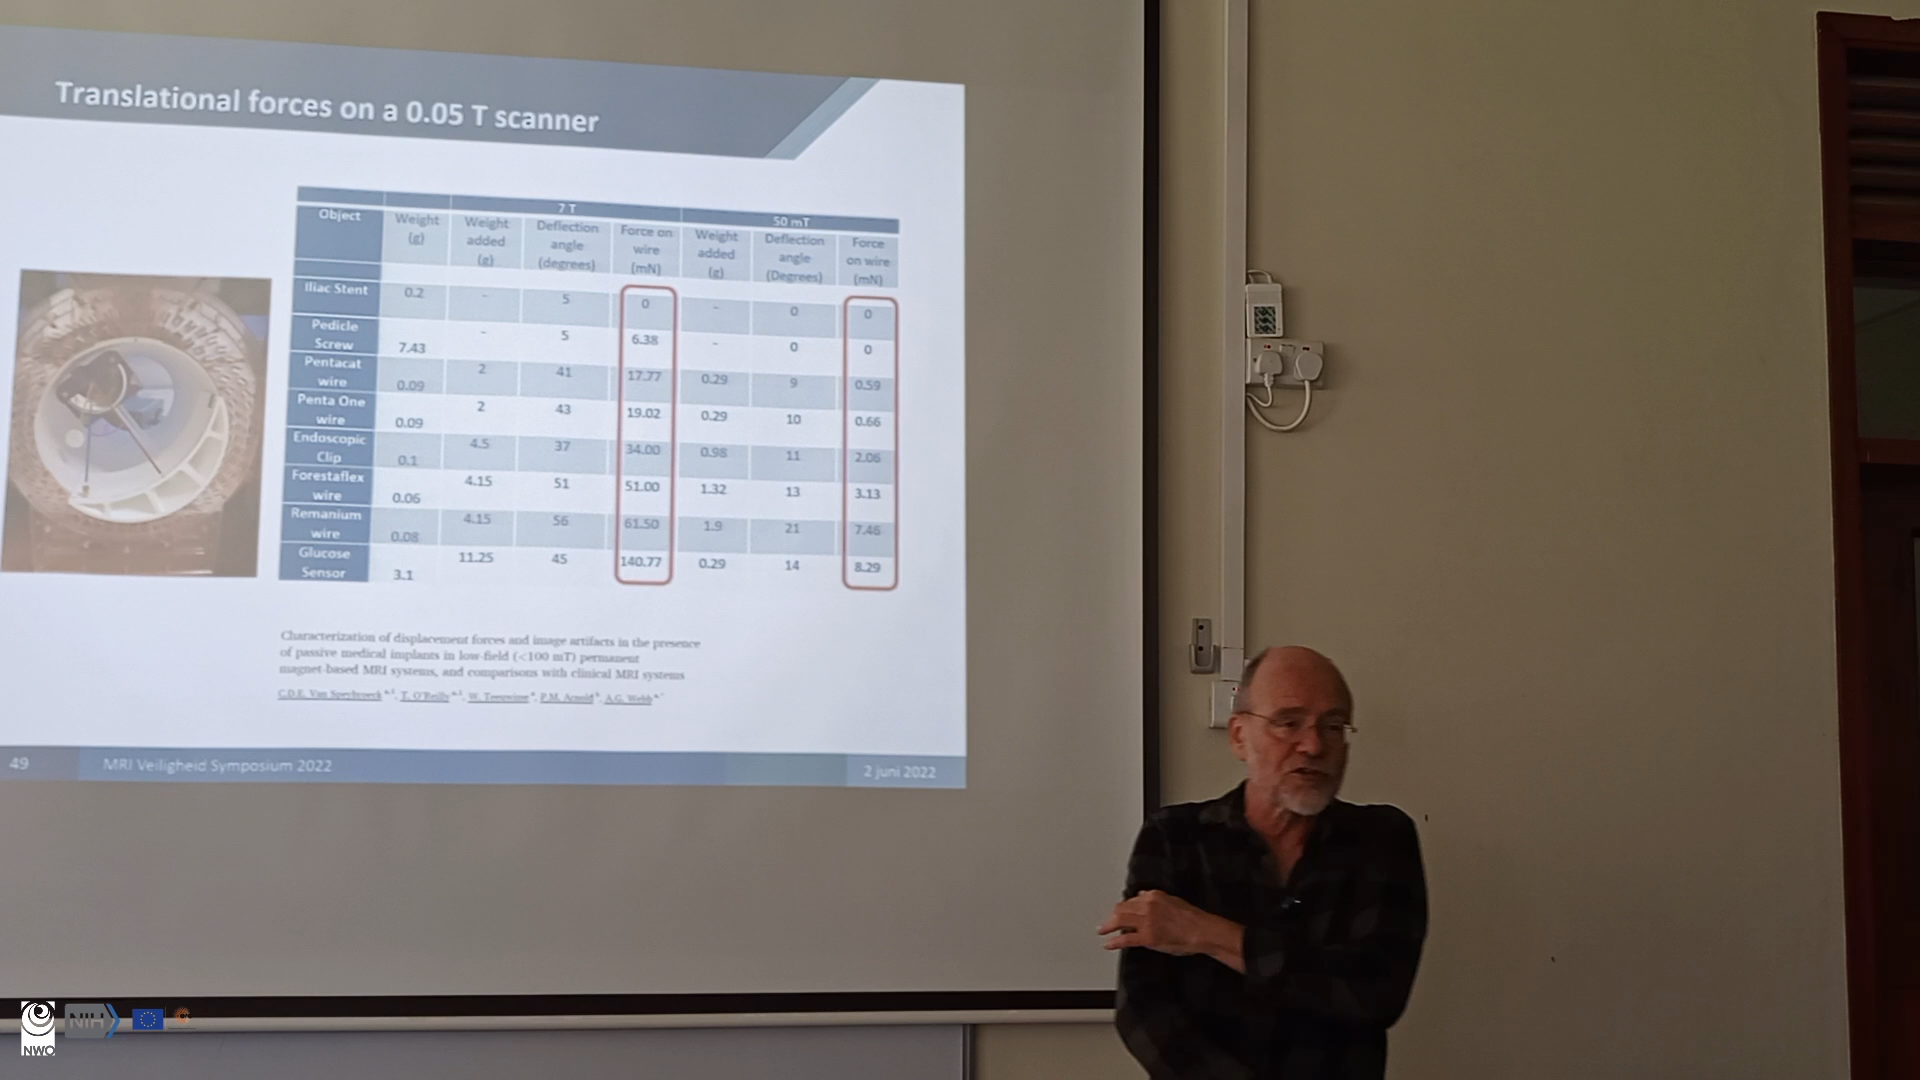 Translational forces on a 0.05 T scanner
7 T
50 mT
Object
Weight (g)
Weight added (g)
Deflection angle (degrees)
Force on wire (mN)
Weight added (g)
Deflection angle (Degrees)
Force on wire (mN)
Iliac Stent 0.2 - 5 0 - 0 0
Pedicle Screw 7.43 - 5 6.38 - 0 0
Pentacat wire 0.09 2 41 17.77 0.29 9 0.59
Penta One wire 0.09 2 43 19.02 0.29 10 0.66
Endoscopic Clip 0.1 4.5 37 34.00 0.98 11 2.06
Forestaflex wire 0.06 4.15 51 51.00 1.32 13 3.13
Remanium wire 0.08 4.15 56 61.50 1.9 21 7.46
Glucose Sensor 3.1 11.25 45 140.77 0.29 14 8.29
Characterization of displacement forces and image artifacts in the presence
of passive medical implants in low-field (<100 mT) permanent
magnet-based MRI systems, and comparisons with clinical MRI systems
T. O'Reilly, W. Teeuwisse, P.M. Arnold, A.G. Webb
49
MRI Veiligheid Symposium 2022
2 juni 2022
NWO
NIH